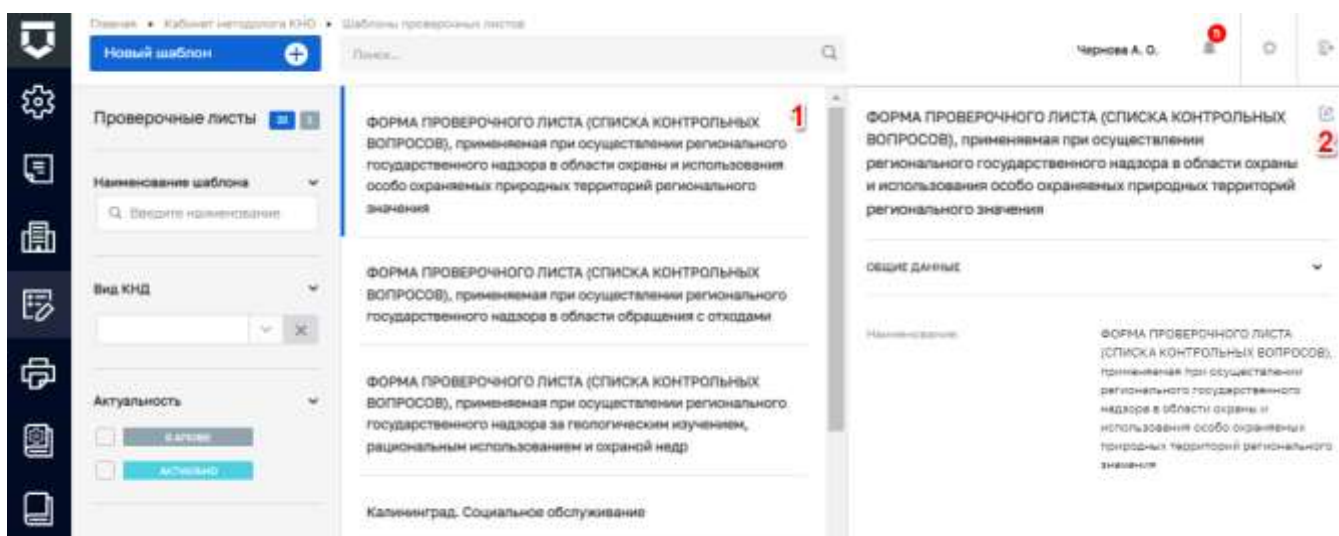 Главная • Кабинет методолога КНО • Шаблоны проверочных листов
Новый шаблон
Поиск...
Чернова А. О.
Проверочные листы
Наименование шаблона
Введите наименование
Вид КНД
Актуальность
В АРХИВЕ
АКТУАЛЬНО
ФОРМА ПРОВЕРОЧНОГО ЛИСТА (СПИСКА КОНТРОЛЬНЫХ
ВОПРОСОВ), применяемая при осуществлении регионального
государственного надзора в области охраны и использования
особо охраняемых природных территорий регионального
значения
1
ФОРМА ПРОВЕРОЧНОГО ЛИСТА (СПИСКА КОНТРОЛЬНЫХ
ВОПРОСОВ), применяемая при осуществлении регионального
государственного надзора в области обращения с отходами
ФОРМА ПРОВЕРОЧНОГО ЛИСТА (СПИСКА КОНТРОЛЬНЫХ
ВОПРОСОВ), применяемая при осуществлении регионального
государственного надзора за геологическим изучением,
рациональным использованием и охраной недр
Калининград. Социальное обслуживание
ФОРМА ПРОВЕРОЧНОГО ЛИСТА (СПИСКА КОНТРОЛЬНЫХ
ВОПРОСОВ), применяемая при осуществлении
регионального государственного надзора в области охраны
и использования особо охраняемых природных территорий
регионального значения
2
ОБЩИЕ ДАННЫЕ
Наименование
ФОРМА ПРОВЕРОЧНОГО ЛИСТА
(СПИСКА КОНТРОЛЬНЫХ ВОПРОСОВ),
применяемая при осуществлении
регионального государственного
надзора в области охраны и
использования особо охраняемых
природных территорий регионального
значения